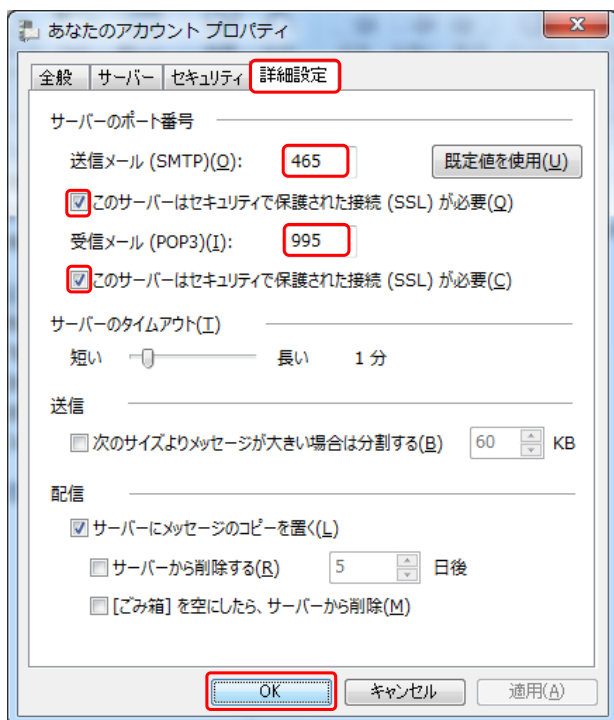 あなたのアカウント プロパティ
全般 サーバー セキュリティ 詳細設定
サーバーのポート番号
送信メール (SMTP)(O): 465 既定値を使用(U)
このサーバーはセキュリティで保護された接続 (SSL) が必要(Q)
受信メール (POP3)(I): 995
このサーバーはセキュリティで保護された接続 (SSL) が必要(C)
サーバーのタイムアウト(T)
短い 長い 1 分
送信
次のサイズよりメッセージが大きい場合は分割する(B) 60 KB
配信
サーバーにメッセージのコピーを置く(L)
サーバーから削除する(R) 5 日後
[ごみ箱] を空にしたら、サーバーから削除(M)
OK キャンセル 適用(A)